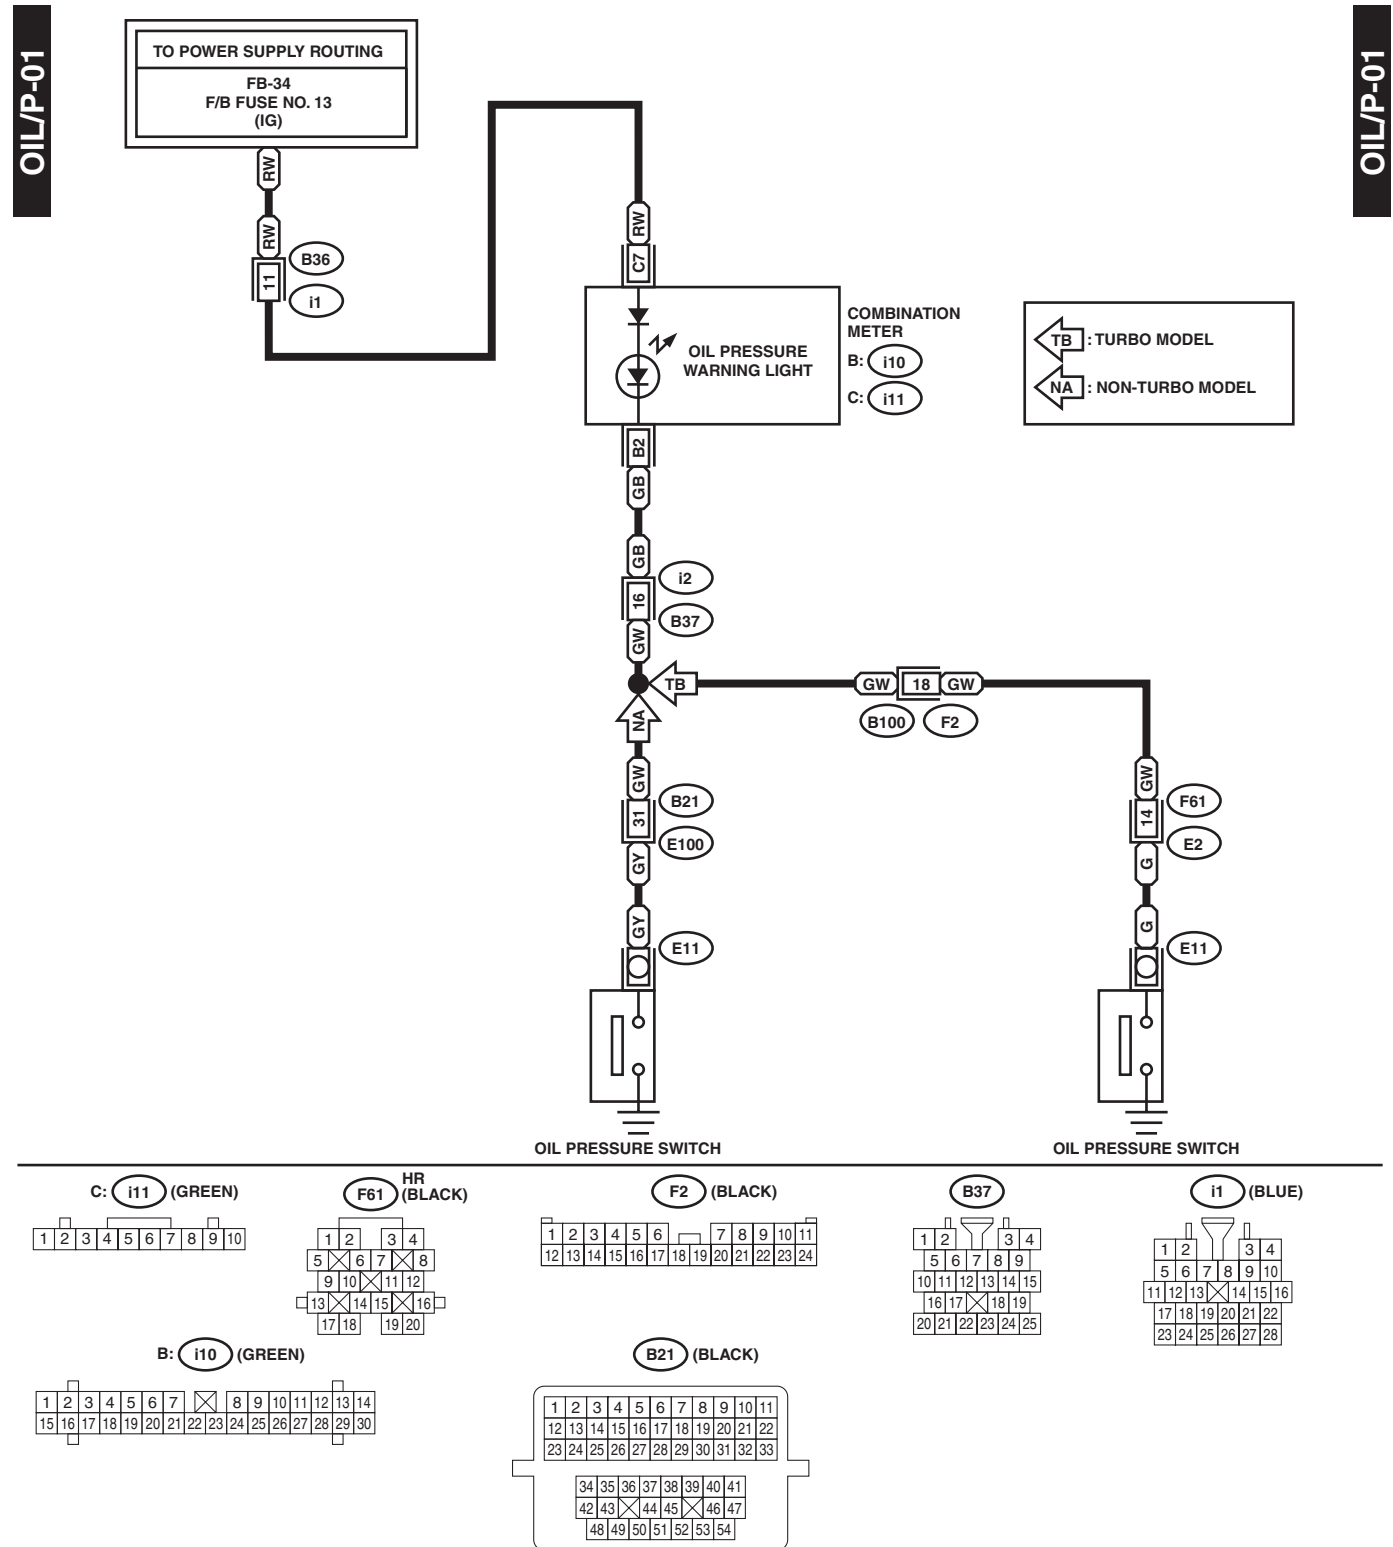 OIL/P-01
OIL/P-01
TO POWER SUPPLY ROUTING
FB-34
F/B FUSE NO. 13
(IG)
RW
RW
11
B36
i1
RW
C7
OIL PRESSURE
WARNING LIGHT
COMBINATION
METER
B: i10
C: i11
TB : TURBO MODEL
NA : NON-TURBO MODEL
B2
GB
GB
16
i2
B37
GW
TB
GW 18 GW
B100 F2
NA
GW
31
B21
E100
GY
GY
E11
OIL PRESSURE SWITCH
GW
14
F61
E2
G
G
E11
OIL PRESSURE SWITCH
C: i11 (GREEN)
1 2 3 4 5 6 7 8 9 10
F61 HR
(BLACK)
1 2 3 4
5 6 7 8
9 10 11 12
13 14 15 16
17 18 19 20
F2 (BLACK)
1 2 3 4 5 6 7 8 9 10 11
12 13 14 15 16 17 18 19 20 21 22 23 24
B37
1 2 3 4
5 6 7 8 9
10 11 12 13 14 15
16 17 18 19
20 21 22 23 24 25
i1 (BLUE)
1 2 3 4
5 6 7 8 9 10
11 12 13 14 15 16
17 18 19 20 21 22
23 24 25 26 27 28
B: i10 (GREEN)
1 2 3 4 5 6 7 8 9 10 11 12 13 14
15 16 17 18 19 20 21 22 23 24 25 26 27 28 29 30
B21 (BLACK)
1 2 3 4 5 6 7 8 9 10 11
12 13 14 15 16 17 18 19 20 21 22
23 24 25 26 27 28 29 30 31 32 33
34 35 36 37 38 39 40 41
42 43 44 45 46 47
48 49 50 51 52 53 54